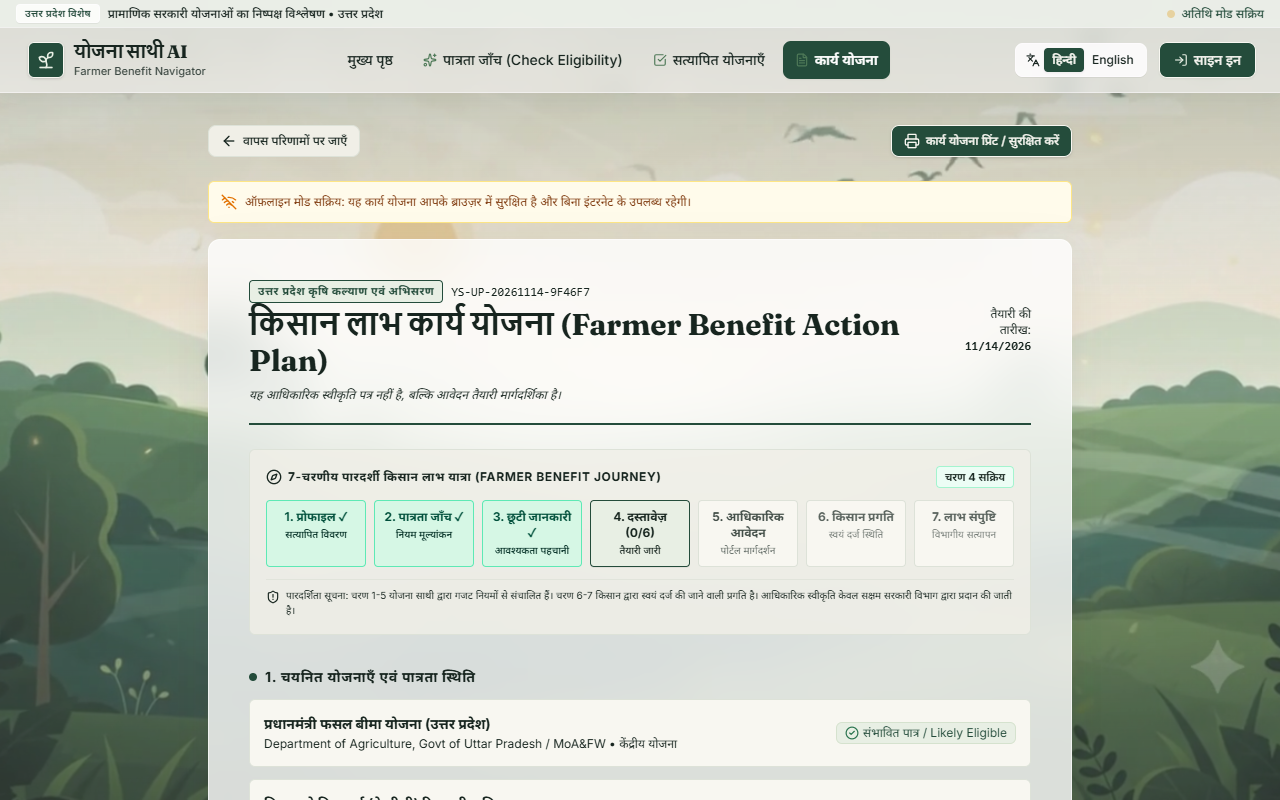 उत्तर प्रदेश विशेष प्रामाणिक सरकारी योजनाओं का निष्पक्ष विश्लेषण • उत्तर प्रदेश
अतिथि मोड सक्रिय
योजना साथी AI
Farmer Benefit Navigator
मुख्य पृष्ठ
पात्रता जाँच (Check Eligibility)
सत्यापित योजनाएँ
कार्य योजना
हिन्दी English
साइन इन
वापस परिणामों पर जाएँ
कार्य योजना प्रिंट / सुरक्षित करें
ऑफ़लाइन मोड सक्रिय: यह कार्य योजना आपके ब्राउज़र में सुरक्षित है और बिना इंटरनेट के उपलब्ध रहेगी।
उत्तर प्रदेश कृषि कल्याण एवं अभिसरण YS-UP-20261114-9F46F7
किसान लाभ कार्य योजना (Farmer Benefit Action
Plan)
यह आधिकारिक स्वीकृति पत्र नहीं है, बल्कि आवेदन तैयारी मार्गदर्शिका है।
तैयारी की
तारीख:
11/14/2026
7-चरणीय पारदर्शी किसान लाभ यात्रा (FARMER BENEFIT JOURNEY)
चरण 4 सक्रिय
1. प्रोफाइल ✓
सत्यापित विवरण
2. पात्रता जाँच ✓
नियम मूल्यांकन
3. छूटी जानकारी
✓
आवश्यकता पहचानी
4. दस्तावेज़
(0/6)
तैयारी जारी
5. आधिकारिक
आवेदन
पोर्टल मार्गदर्शन
6. किसान प्रगति
स्वयं दर्ज स्थिति
7. लाभ संपुष्टि
विभागीय सत्यापन
पारदर्शिता सूचना: चरण 1-5 योजना साथी द्वारा गजट नियमों से संचालित हैं। चरण 6-7 किसान द्वारा स्वयं दर्ज की जाने वाली प्रगति है। आधिकारिक स्वीकृति केवल सक्षम सरकारी विभाग द्वारा प्रदान की जाती
है।
1. चयनित योजनाएँ एवं पात्रता स्थिति
प्रधानमंत्री फसल बीमा योजना (उत्तर प्रदेश)
Department of Agriculture, Govt of Uttar Pradesh / MoA&FW • केंद्रीय योजना
संभावित पात्र / Likely Eligible